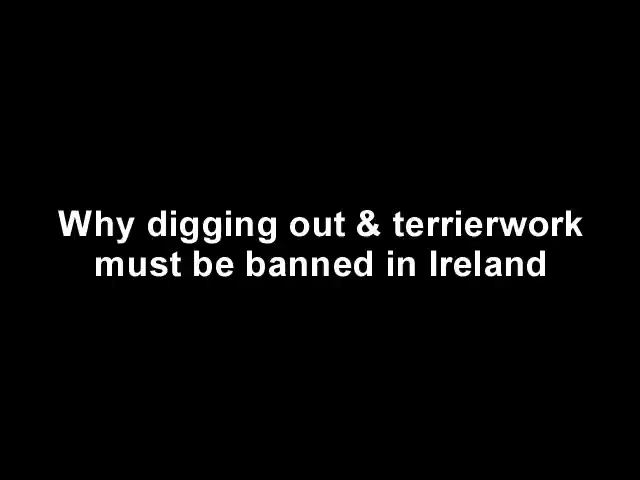 Why digging out & terrierwork
must be banned in Ireland